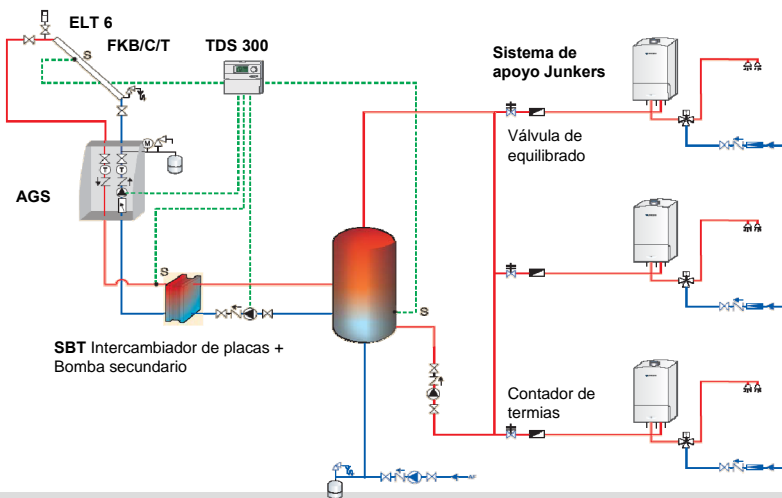 ELT 6
FKB/C/T
TDS 300
Sistema de
apoyo Junkers
S
Válvula de
equilibrado
M
T T
AGS
S
S
SBT Intercambiador de placas +
Bomba secundario
Contador de
termias
AF